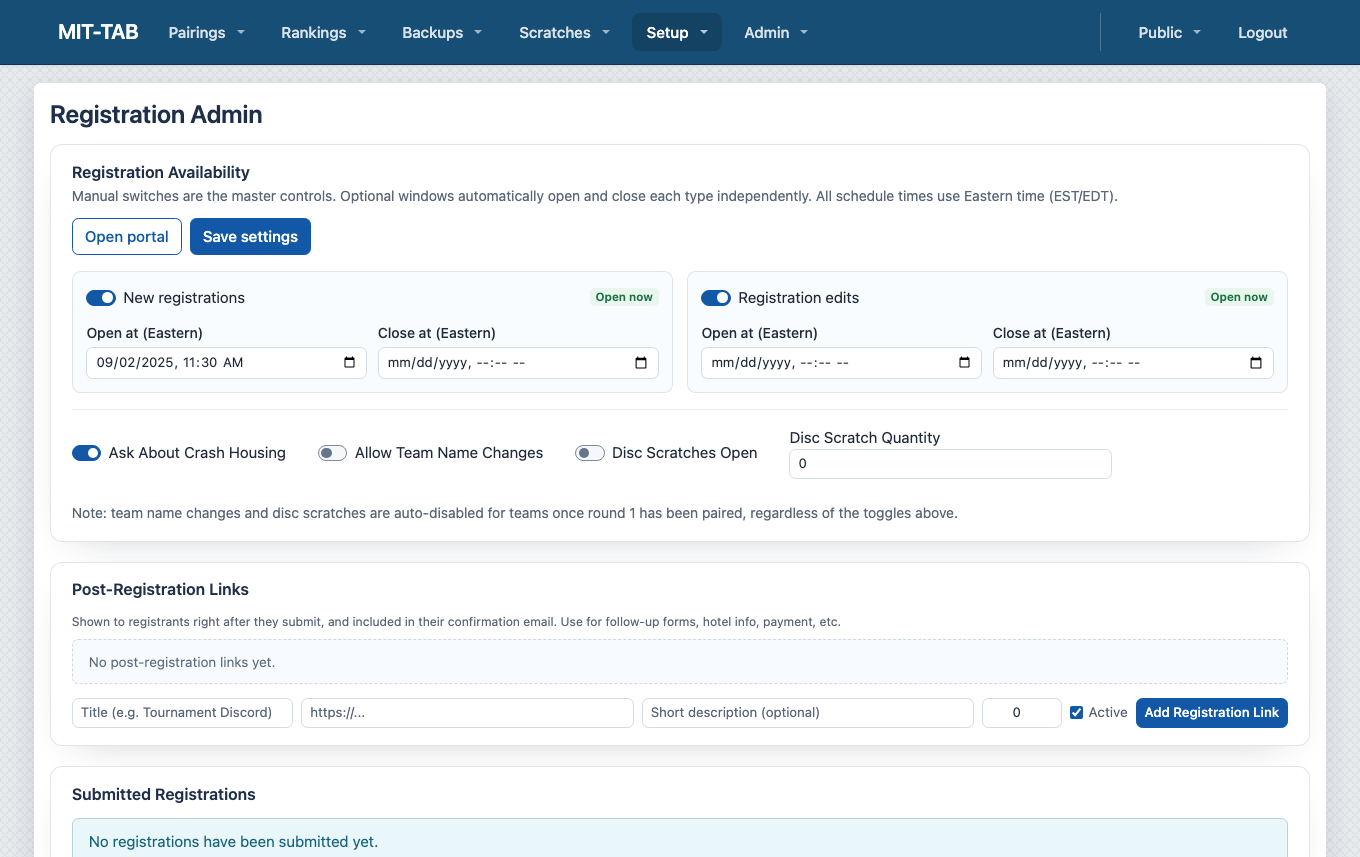 MIT-TAB Pairings Rankings Backups Scratches Setup Admin Public Logout
Registration Admin
Registration Availability
Manual switches are the master controls. Optional windows automatically open and close each type independently. All schedule times use Eastern time (EST/EDT).
Open portal Save settings
New registrations Open now
Open at (Eastern) Close at (Eastern)
09/02/2025, 11:30 AM mm/dd/yyyy, --:-- --
Registration edits Open now
Open at (Eastern) Close at (Eastern)
mm/dd/yyyy, --:-- -- mm/dd/yyyy, --:-- --
Ask About Crash Housing Allow Team Name Changes Disc Scratches Open
Disc Scratch Quantity
0
Note: team name changes and disc scratches are auto-disabled for teams once round 1 has been paired, regardless of the toggles above.
Post-Registration Links
Shown to registrants right after they submit, and included in their confirmation email. Use for follow-up forms, hotel info, payment, etc.
No post-registration links yet.
Title (e.g. Tournament Discord) https://... Short description (optional) 0 Active Add Registration Link
Submitted Registrations
No registrations have been submitted yet.